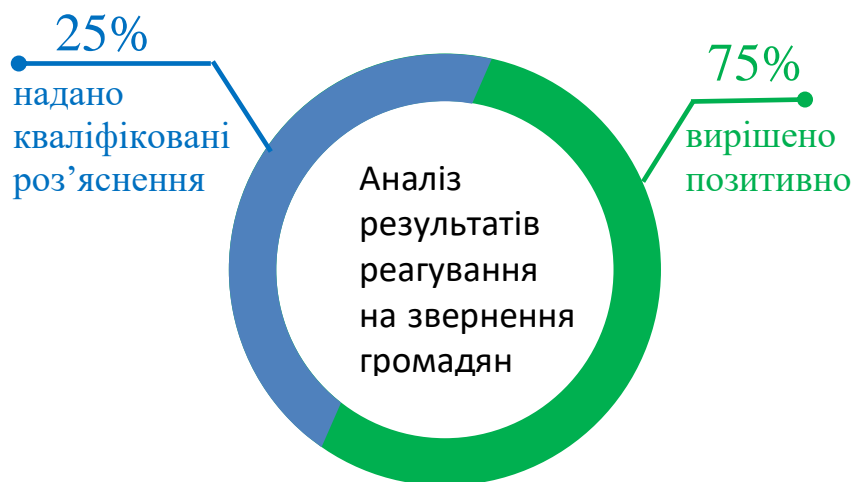 25%
надано
кваліфіковані
роз’яснення
75%
вирішено
позитивно
Аналіз
результатів
реагування
на звернення
громадян